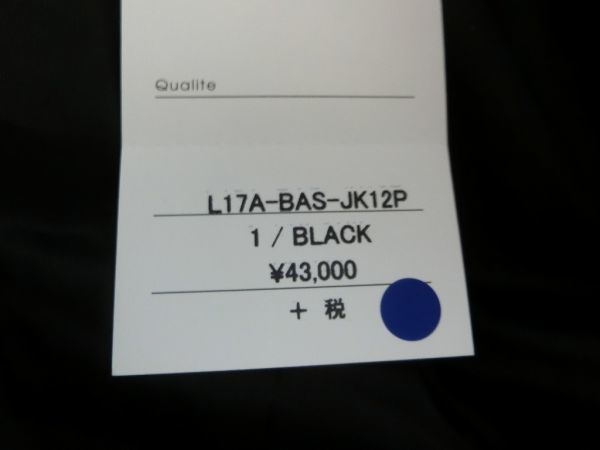 Qualite
L17A-BAS-JK12P
1 / BLACK
¥43,000
+ 税